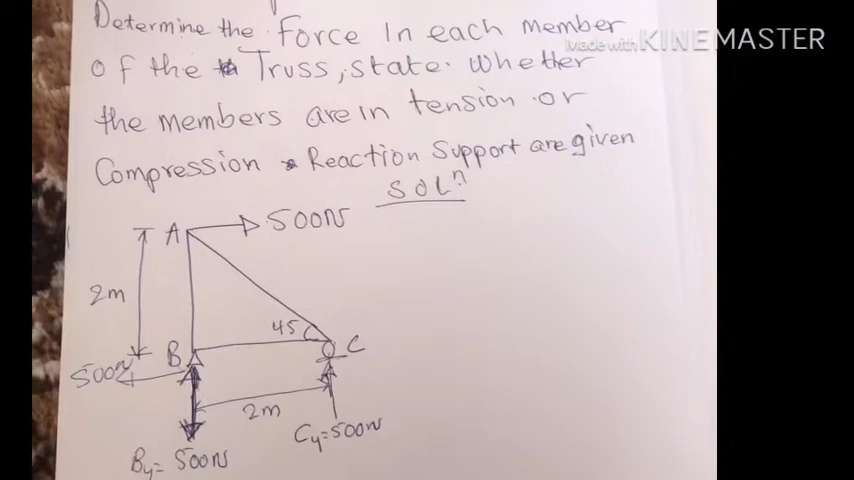 Determine the Force In each member
Made with KINEMASTER
of the Truss, state. Whether
the members are in tension or
Compression Reaction Support are given
SOLⁿ
A 500N
2m
45
B C
500N
2m
Cy=500N
By= 500N